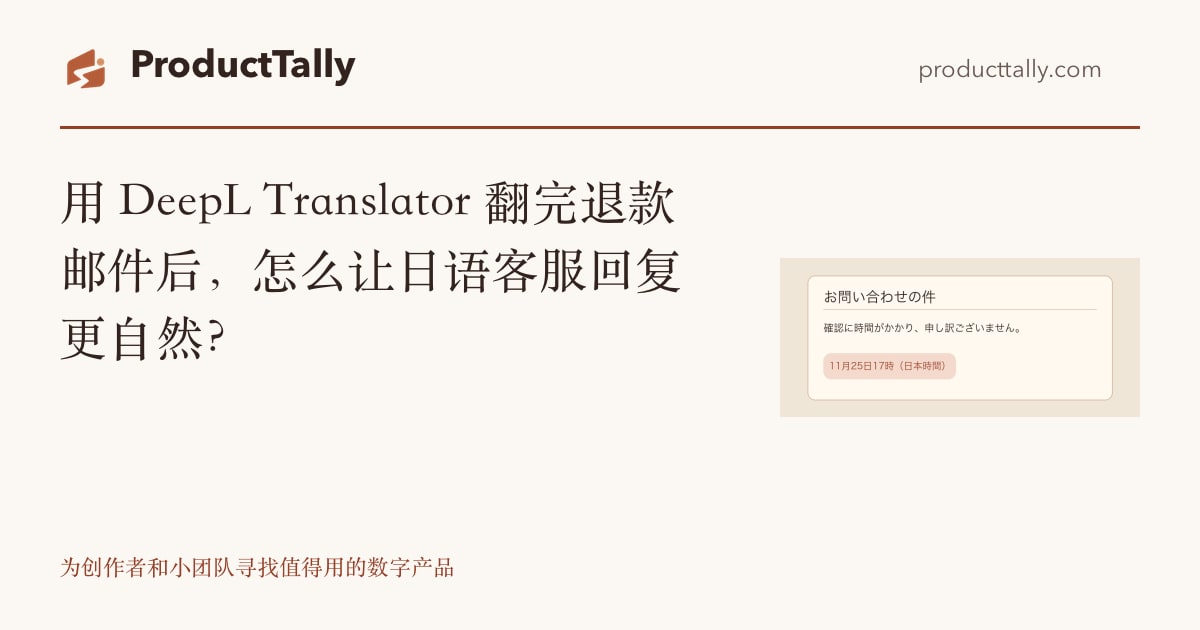 ProductTally
producttally.com
用 DeepL Translator 翻完退款
邮件后，怎么让日语客服回复
更自然？
お問い合わせの件
確認に時間がかかり、申し訳ございません。
11月25日17時（日本時間）
为创作者和小团队寻找值得用的数字产品